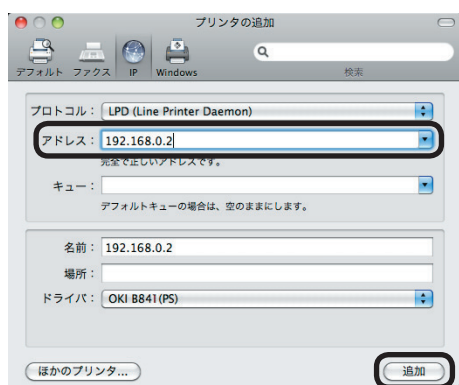 プリンタの追加
デフォルト ファクス IP Windows 検索
プロトコル： LPD (Line Printer Daemon)
アドレス： 192.168.0.2
完全で正しいアドレスです。
キュー：
デフォルトキューの場合は、空のままにします。
名前： 192.168.0.2
場所：
ドライバ： OKI B841(PS)
ほかのプリンタ... 追加